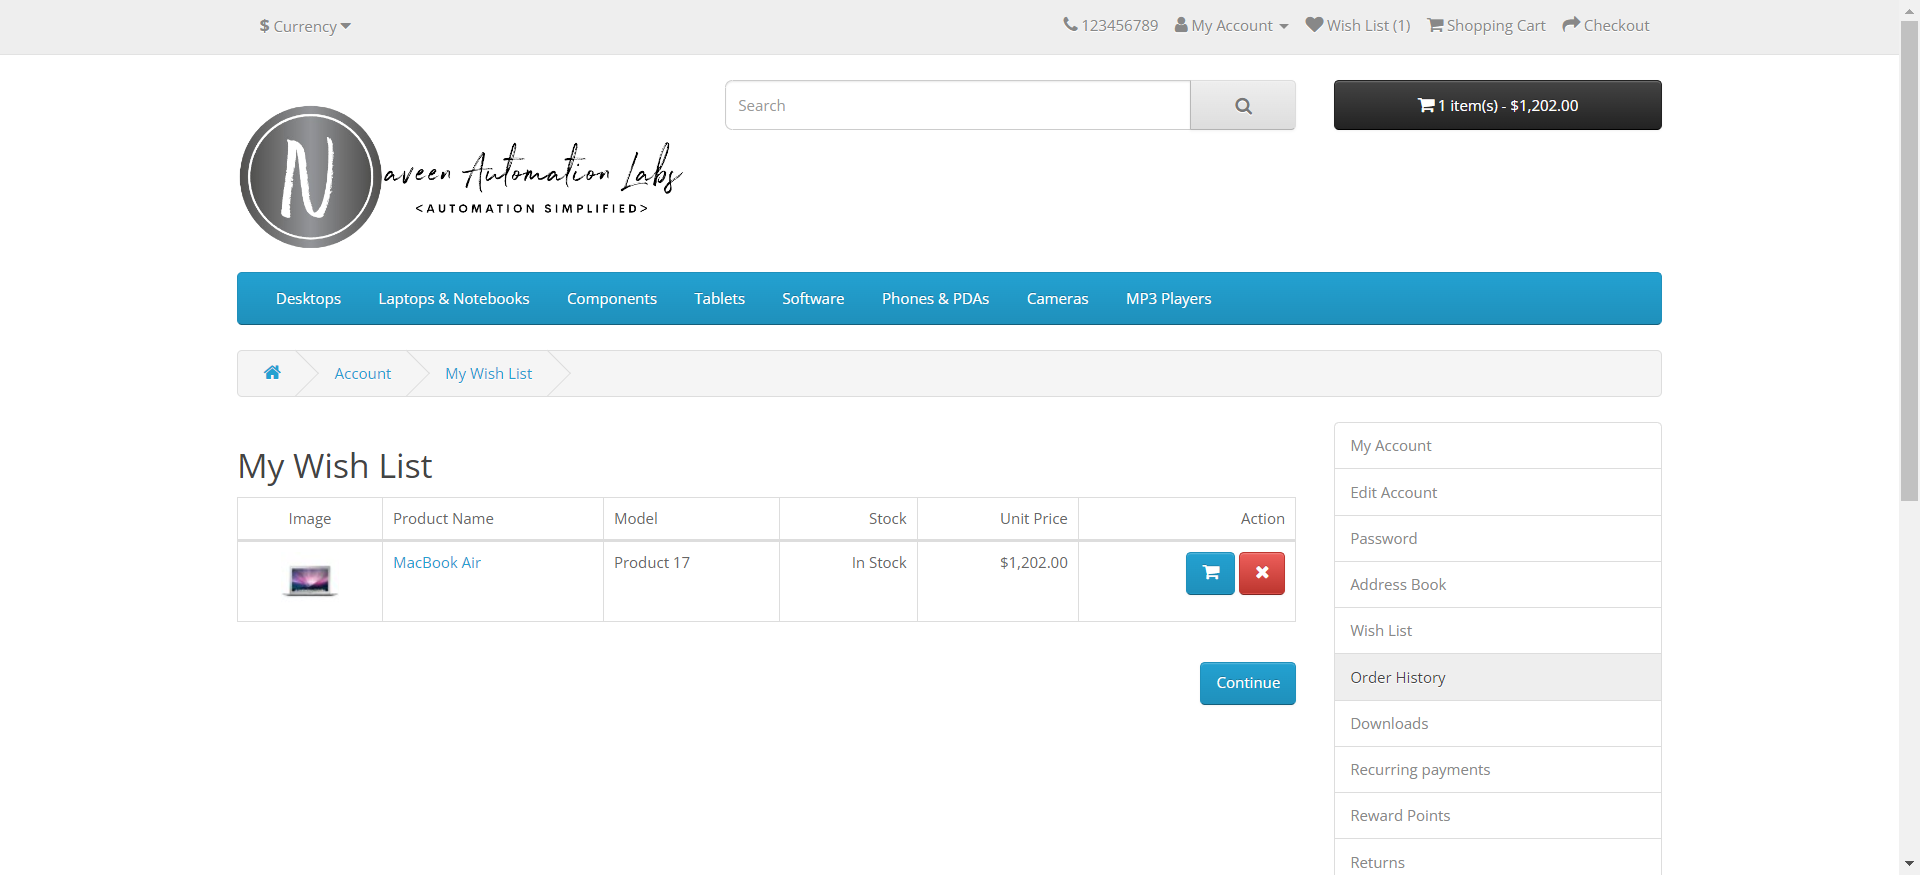 $ Currency
123456789 My Account Wish List (1) Shopping Cart Checkout
N aveen Automation Labs
<AUTOMATION SIMPLIFIED>
Search
1 item(s) - $1,202.00
Desktops Laptops & Notebooks Components Tablets Software Phones & PDAs Cameras MP3 Players
Account My Wish List
My Wish List
Image Product Name Model Stock Unit Price Action
MacBook Air Product 17 In Stock $1,202.00
Continue
My Account
Edit Account
Password
Address Book
Wish List
Order History
Downloads
Recurring payments
Reward Points
Returns